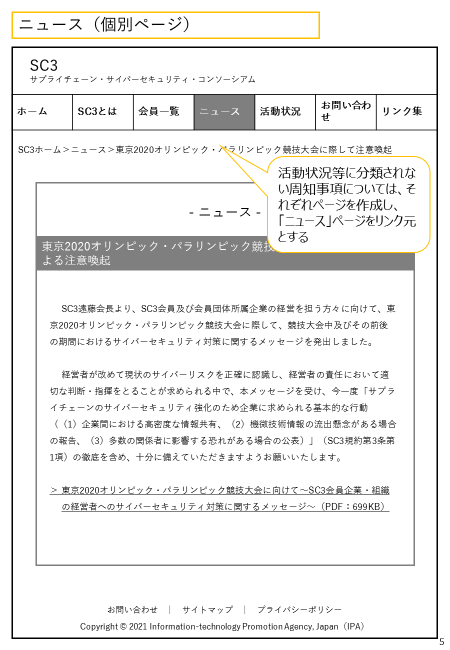 ニュース（個別ページ）
SC3
サプライチェーン・サイバーセキュリティ・コンソーシアム
ホーム
SC3とは
会員一覧
ニュース
活動状況
お問い合わ
せ
リンク集
SC3ホーム＞ニュース＞東京2020オリンピック・パラリンピック競技大会に際して注意喚起
活動状況等に分類されな
い周知事項については、そ
れぞれページを作成し、
「ニュース」ページをリンク元
とする
- ニュース -
東京2020オリンピック・パラリンピック競技
よる注意喚起
SC3遠藤会長より、SC3会員及び会員団体所属企業の経営を担う方々に向けて、東
京2020オリンピック・パラリンピック競技大会に際して、競技大会中及びその前後
の期間におけるサイバーセキュリティ対策に関するメッセージを発出しました。
経営者が改めて現状のサイバーリスクを正確に認識し、経営者の責任において適
切な判断・指揮をとることが求められる中で、本メッセージを受け、今一度「サプラ
イチェーンのサイバーセキュリティ強化のため企業に求められる基本的な行動
（（1）企業間における高密度な情報共有、（2）機微技術情報の流出懸念がある場合
の報告、（3）多数の関係者に影響する恐れがある場合の公表）」（SC3規約第3条第
1項）の徹底を含め、十分に備えていただきますようお願いいたします。
＞ 東京2020オリンピック・パラリンピック競技大会に向けて～SC3会員企業・組織
の経営者へのサイバーセキュリティ対策に関するメッセージ～（PDF：699KB）
お問い合わせ ｜ サイトマップ ｜ プライバシーポリシー
Copyright © 2021 Information-technology Promotion Agency, Japan（IPA）
5